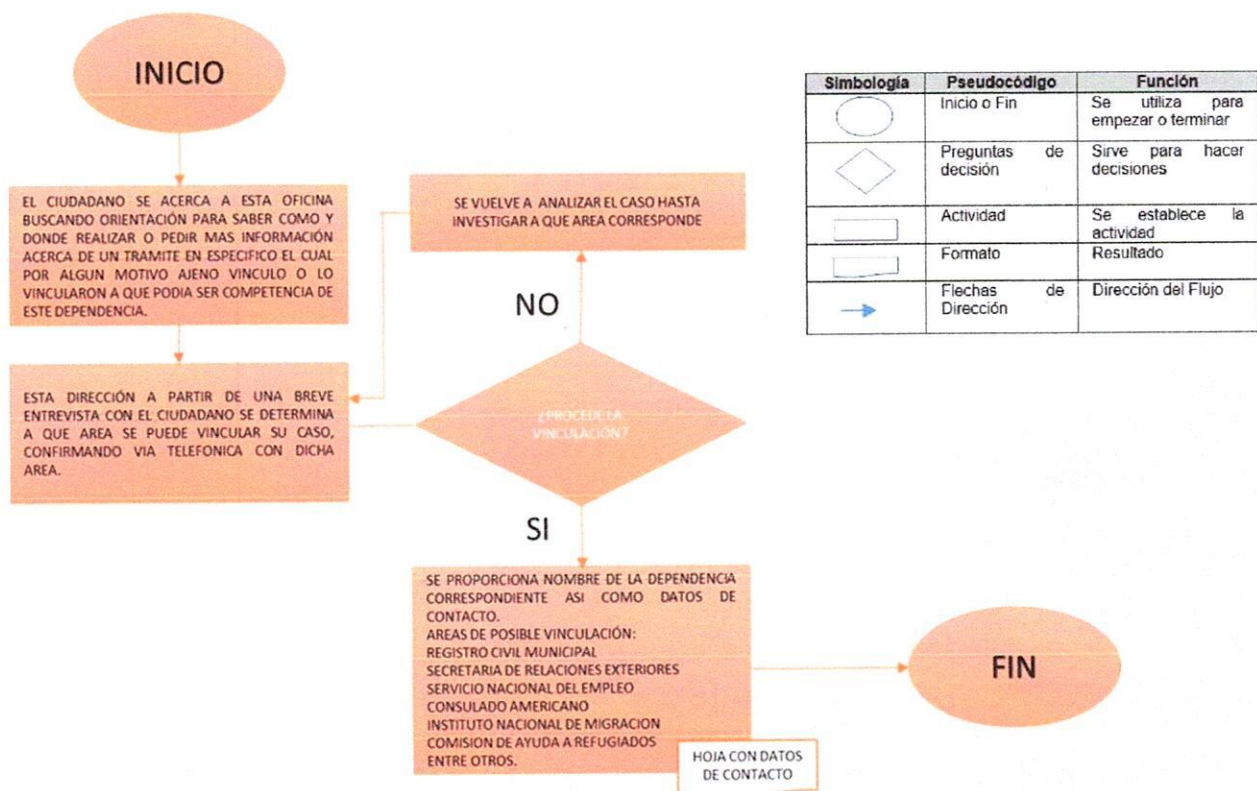 INICIO
EL CIUDADANO SE ACERCA A ESTA OFICINA
BUSCANDO ORIENTACIÓN PARA SABER COMO Y
DONDE REALIZAR O PEDIR MAS INFORMACIÓN
ACERCA DE UN TRAMITE EN ESPECIFICO EL CUAL
POR ALGUN MOTIVO AJENO VINCULO O LO
VINCULARON A QUE PODIA SER COMPETENCIA DE
ESTE DEPENDENCIA.
ESTA DIRECCIÓN A PARTIR DE UNA BREVE
ENTREVISTA CON EL CIUDADANO SE DETERMINA
A QUE AREA SE PUEDE VINCULAR SU CASO,
CONFIRMANDO VIA TELEFONICA CON DICHA
AREA.
¿PROCEDE LA
VINCULACIÓN?
NO
SE VUELVE A ANALIZAR EL CASO HASTA
INVESTIGAR A QUE AREA CORRESPONDE
SI
SE PROPORCIONA NOMBRE DE LA DEPENDENCIA
CORRESPONDIENTE ASI COMO DATOS DE
CONTACTO.
AREAS DE POSIBLE VINCULACIÓN:
REGISTRO CIVIL MUNICIPAL
SECRETARIA DE RELACIONES EXTERIORES
SERVICIO NACIONAL DEL EMPLEO
CONSULADO AMERICANO
INSTITUTO NACIONAL DE MIGRACION
COMISION DE AYUDA A REFUGIADOS
ENTRE OTROS.
HOJA CON DATOS
DE CONTACTO
FIN
Simbología Pseudocódigo Función
Inicio o Fin Se utiliza para
empezar o terminar
Preguntas de Sirve para hacer
decisión decisiones
Actividad Se establece la
actividad
Formato Resultado
Flechas de Dirección del Flujo
Dirección